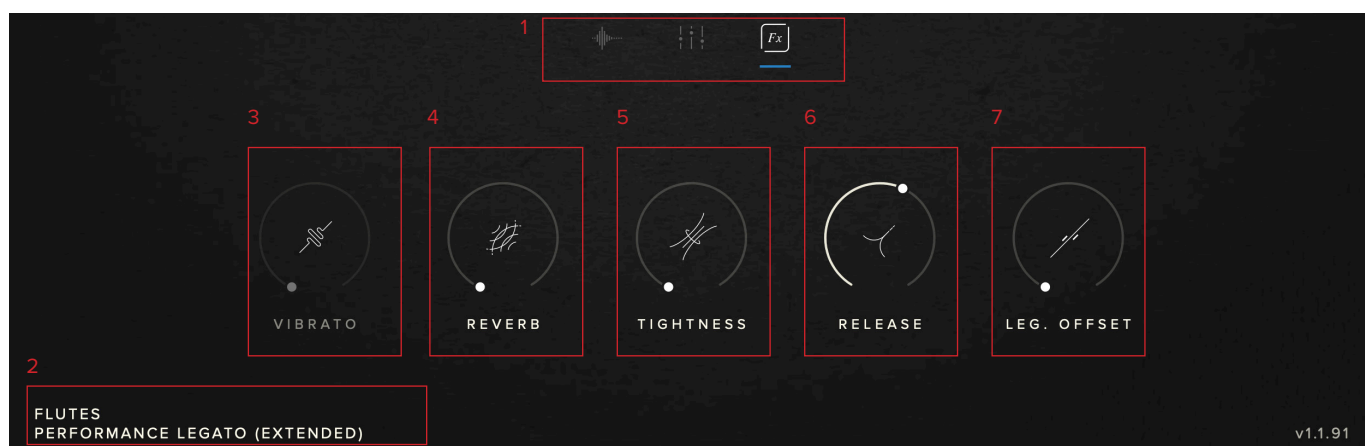 1
Fx
3
4
5
6
7
VIBRATO
REVERB
TIGHTNESS
RELEASE
LEG. OFFSET
2
FLUTES
PERFORMANCE LEGATO (EXTENDED)
v1.1.91